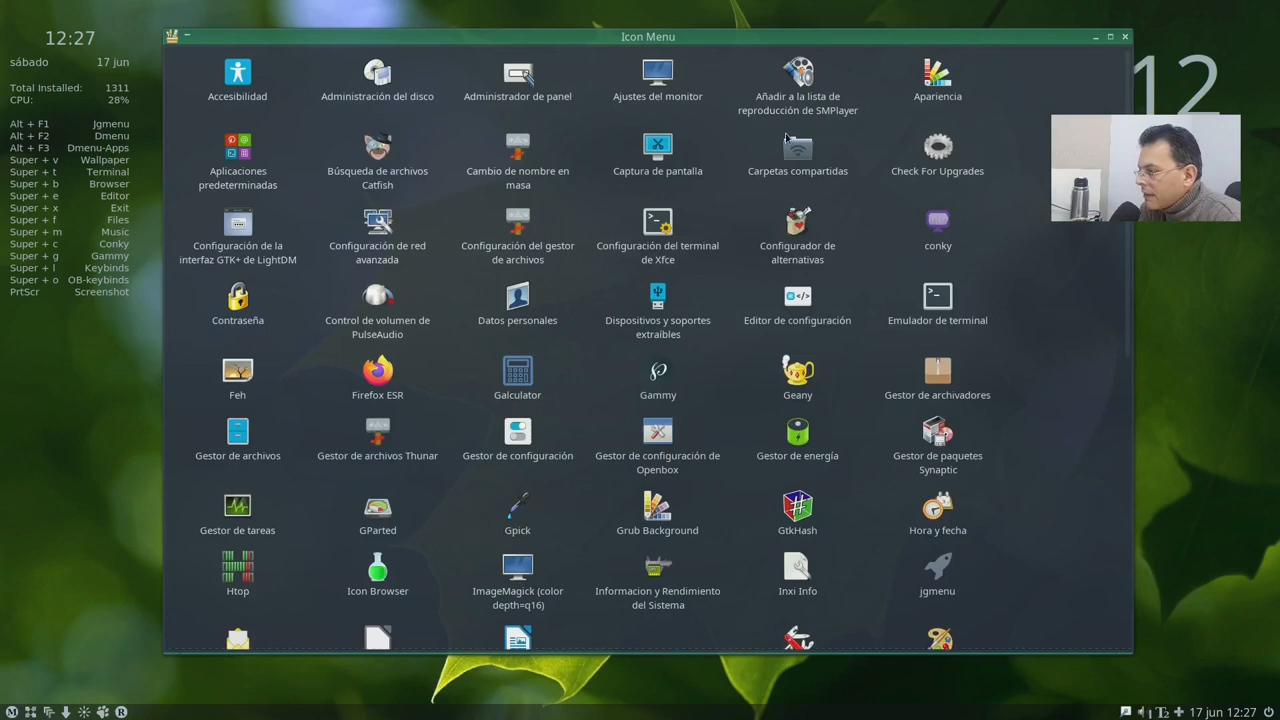 12:27
sábado 17 jun
Total Installed: 1311
CPU: 28%
Alt + F1 Jgmenu
Alt + F2 Dmenu
Alt + F3 Dmenu-Apps
Super + v Wallpaper
Super + t Terminal
Super + b Browser
Super + e Editor
Super + x Exit
Super + f Files
Super + m Music
Super + c Conky
Super + g Gammy
Super + l Keybinds
Super + o OB-keybinds
PrtScr Screenshot
Icon Menu
12
Accesibilidad
Administración del disco
Administrador de panel
Ajustes del monitor
Añadir a la lista de
reproducción de SMPlayer
Apariencia
Aplicaciones
predeterminadas
Búsqueda de archivos
Catfish
Cambio de nombre en
masa
Captura de pantalla
Carpetas compartidas
Check For Upgrades
Configuración de la
interfaz GTK+ de LightDM
Configuración de red
avanzada
Configuración del gestor
de archivos
Configuración del terminal
de Xfce
Configurador de
alternativas
conky
Contraseña
Control de volumen de
PulseAudio
Datos personales
Dispositivos y soportes
extraíbles
Editor de configuración
Emulador de terminal
Feh
Firefox ESR
Galculator
Gammy
Geany
Gestor de archivadores
Gestor de archivos
Gestor de archivos Thunar
Gestor de configuración
Gestor de configuración de
Openbox
Gestor de energía
Gestor de paquetes
Synaptic
Gestor de tareas
GParted
Gpick
Grub Background
GtkHash
Hora y fecha
Htop
Icon Browser
ImageMagick (color
depth=q16)
Informacion y Rendimiento
del Sistema
Inxi Info
jgmenu
17 jun 12:27